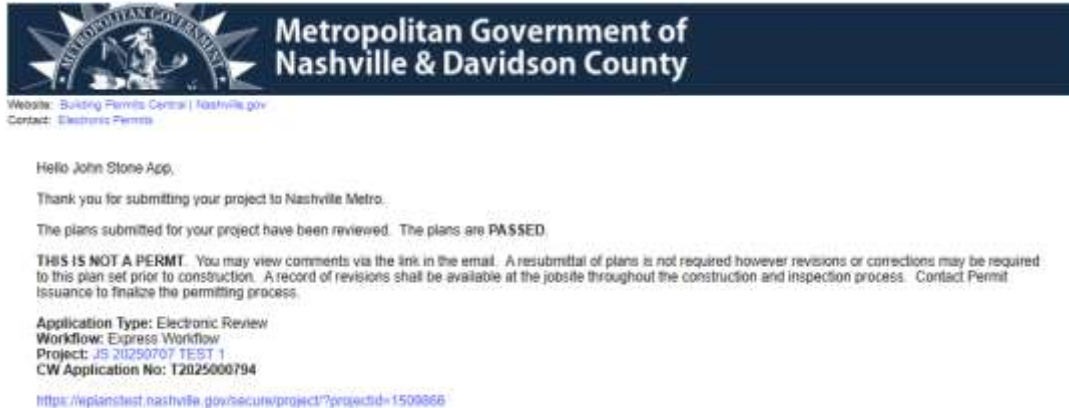 METROPOLITAN GOVERNMENT
Metropolitan Government of
Nashville & Davidson County
Website: Building Permits Central | Nashville.gov
Contact: Electronic Permits
Hello John Stone App,
Thank you for submitting your project to Nashville Metro.
The plans submitted for your project have been reviewed. The plans are PASSED.
THIS IS NOT A PERMT. You may view comments via the link in the email. A resubmittal of plans is not required however revisions or corrections may be required
to this plan set prior to construction. A record of revisions shall be available at the jobsite throughout the construction and inspection process. Contact Permit
Issuance to finalize the permitting process.
Application Type: Electronic Review
Workflow: Express Workflow
Project: JS 20250707 TEST 1
CW Application No: T2025000794
https://eplanstest.nashville.gov/secure/project/?projectid=1509866